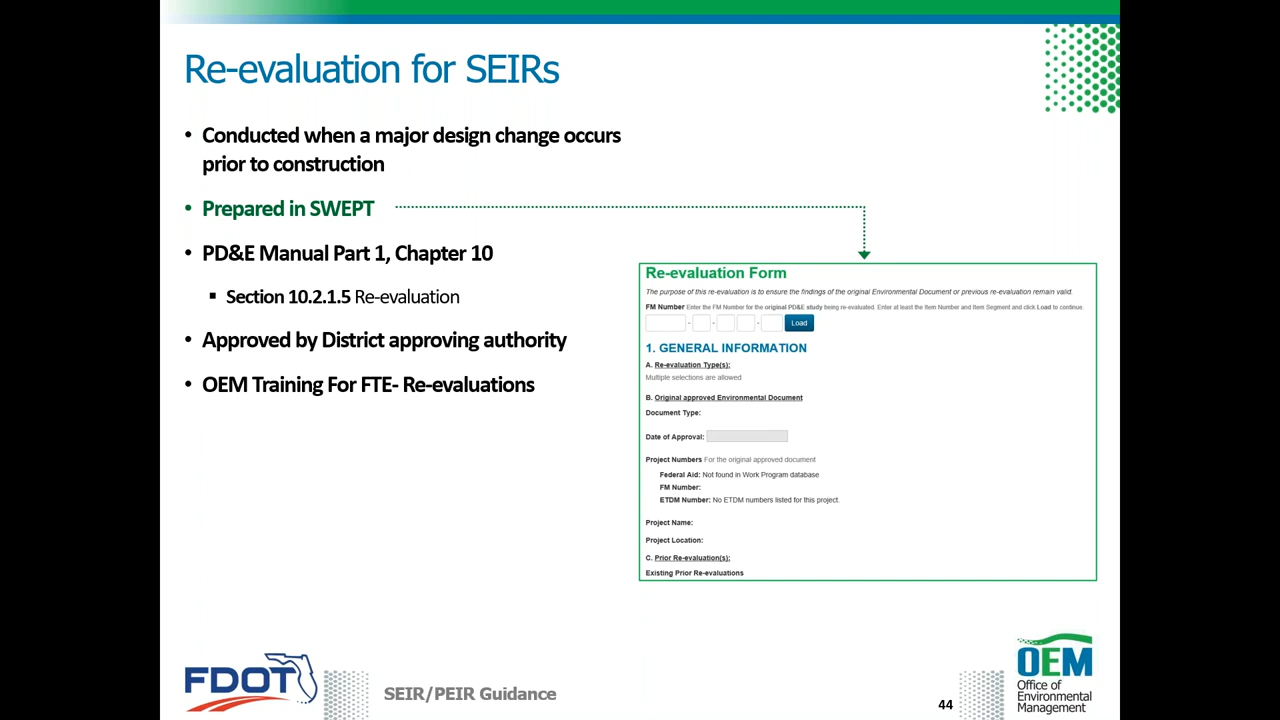 Re-evaluation for SEIRs
• Conducted when a major design change occurs
prior to construction
• Prepared in SWEPT
• PD&E Manual Part 1, Chapter 10
▪ Section 10.2.1.5 Re-evaluation
• Approved by District approving authority
• OEM Training For FTE- Re-evaluations
Re-evaluation Form
The purpose of this re-evaluation is to ensure the findings of the original Environmental Document or previous re-evaluation remain valid.
FM Number Enter the FM Number for the original PD&E study being re-evaluated. Enter at least the Item Number and Item Segment and click Load to continue.
- - - - Load
1. GENERAL INFORMATION
A. Re-evaluation Type(s):
Multiple selections are allowed
B. Original approved Environmental Document
Document Type:
Date of Approval:
Project Numbers For the original approved document
Federal Aid: Not found in Work Program database
FM Number:
ETDM Number: No ETDM numbers listed for this project.
Project Name:
Project Location:
C. Prior Re-evaluation(s):
Existing Prior Re-evaluations
FDOT
SEIR/PEIR Guidance
44
OEM
Office of
Environmental
Management